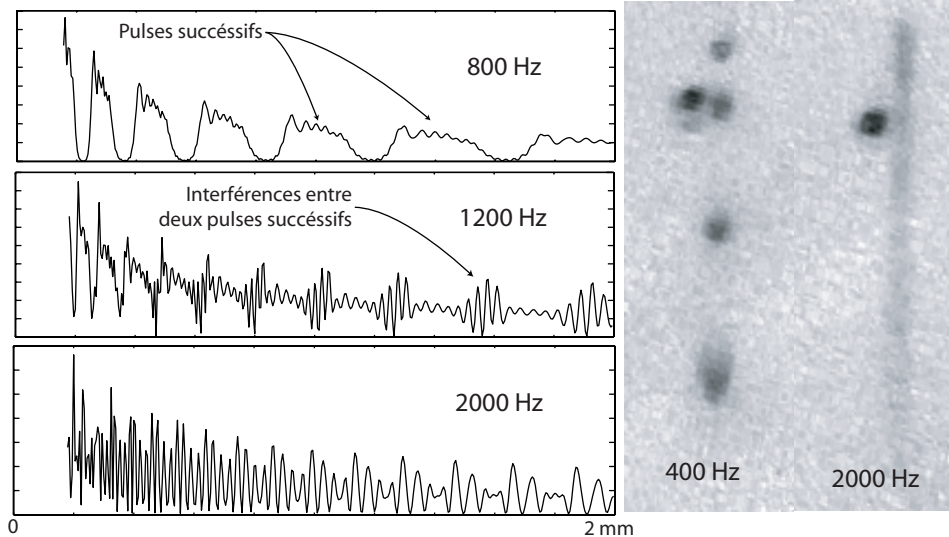 Pulses succéssifs
800 Hz
Interférences entre
deux pulses succéssifs
1200 Hz
2000 Hz
0
2 mm
400 Hz
2000 Hz